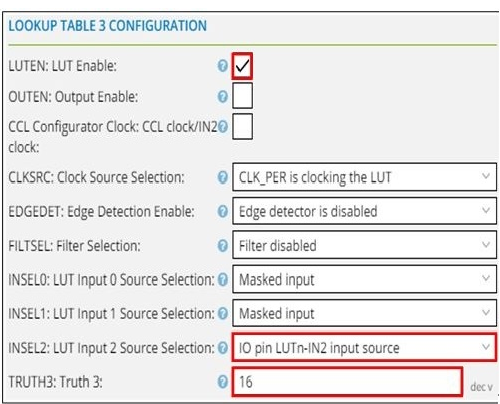 LOOKUP TABLE 3 CONFIGURATION
LUTEN: LUT Enable:
OUTEN: Output Enable:
CCL Configurator Clock: CCL clock/IN2
clock:
CLKSRC: Clock Source Selection: CLK_PER is clocking the LUT
EDGEDET: Edge Detection Enable: Edge detector is disabled
FILTSEL: Filter Selection: Filter disabled
INSEL0: LUT Input 0 Source Selection: Masked input
INSEL1: LUT Input 1 Source Selection: Masked input
INSEL2: LUT Input 2 Source Selection: IO pin LUTn-IN2 input source
TRUTH3: Truth 3: 16 dec v